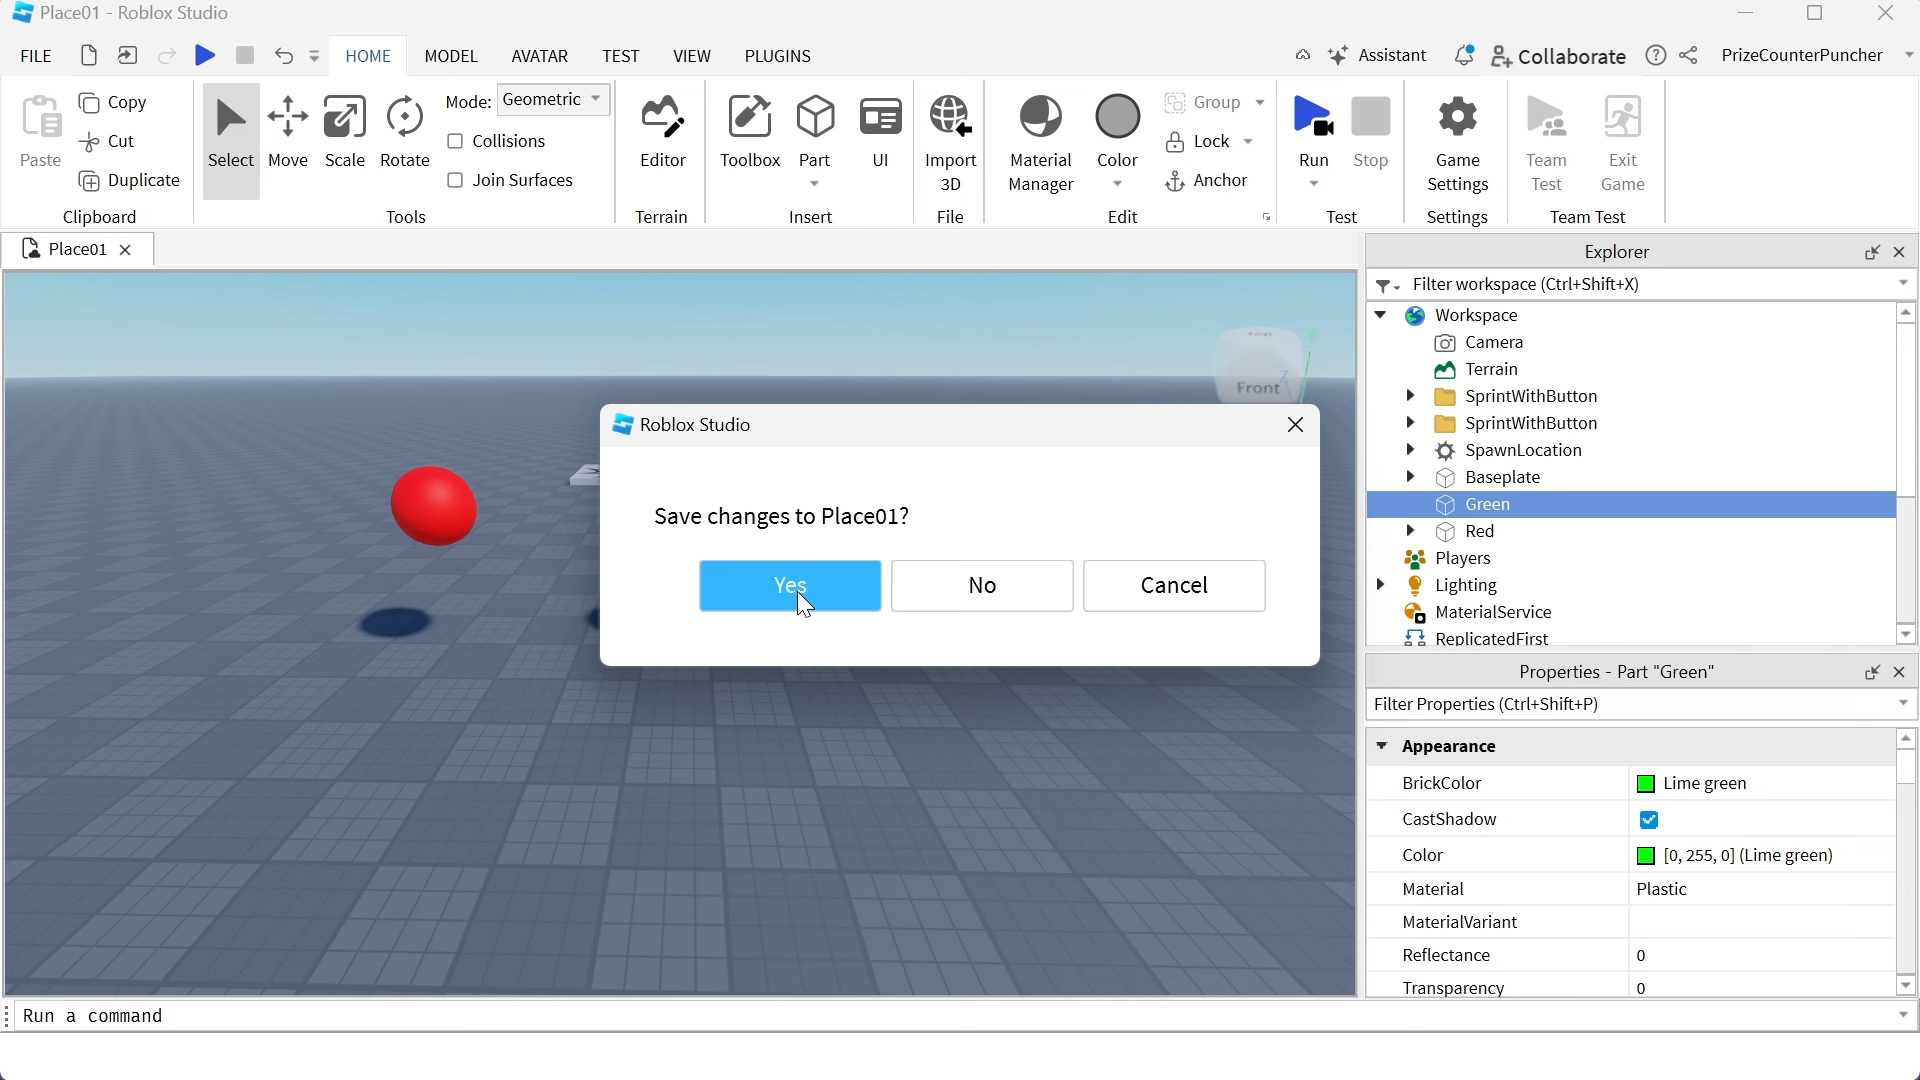 Place01 - Roblox Studio
FILE HOME MODEL AVATAR TEST VIEW PLUGINS Assistant Collaborate PrizeCounterPuncher
Paste
Copy
Cut
Duplicate
Clipboard
Select
Move
Scale
Rotate
Mode: Geometric
Collisions
Join Surfaces
Tools
Editor
Terrain
Toolbox
Part
UI
Insert
Import
3D
File
Material
Manager
Color
Group
Lock
Anchor
Edit
Run
Stop
Test
Game
Settings
Settings
Team
Test
Exit
Game
Team Test
Place01
Front
Roblox Studio
Save changes to Place01?
Yes
No
Cancel
Explorer
Filter workspace (Ctrl+Shift+X)
Workspace
Camera
Terrain
SprintWithButton
SprintWithButton
SpawnLocation
Baseplate
Green
Red
Players
Lighting
MaterialService
ReplicatedFirst
Properties - Part "Green"
Filter Properties (Ctrl+Shift+P)
Appearance
BrickColor Lime green
CastShadow
Color [0, 255, 0] (Lime green)
Material Plastic
MaterialVariant
Reflectance 0
Transparency 0
Run a command